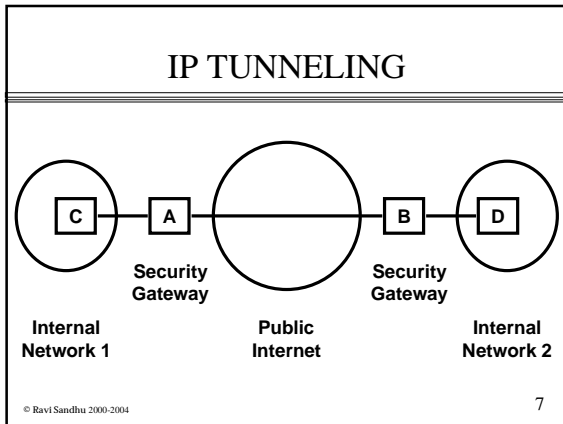 IP TUNNELING
C
A
B
D
Security
Gateway
Security
Gateway
Internal
Network 1
Public
Internet
Internal
Network 2
© Ravi Sandhu 2000-2004
7